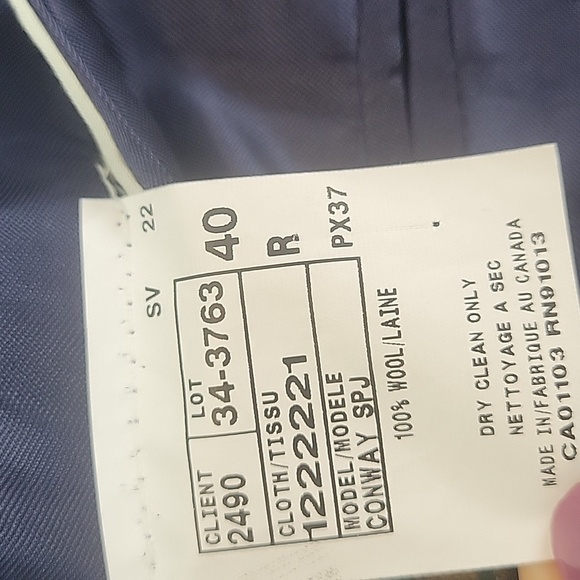 SV 22
CLIENT LOT
2490 34-3763 40
CLOTH/TISSU
1222221 R
MODEL/MODELE
CONWAY SPJ PX37
100% WOOL/LAINE
DRY CLEAN ONLY
NETTOYAGE A SEC
MADE IN/FABRIQUE AU CANADA
CA01103 RN91013